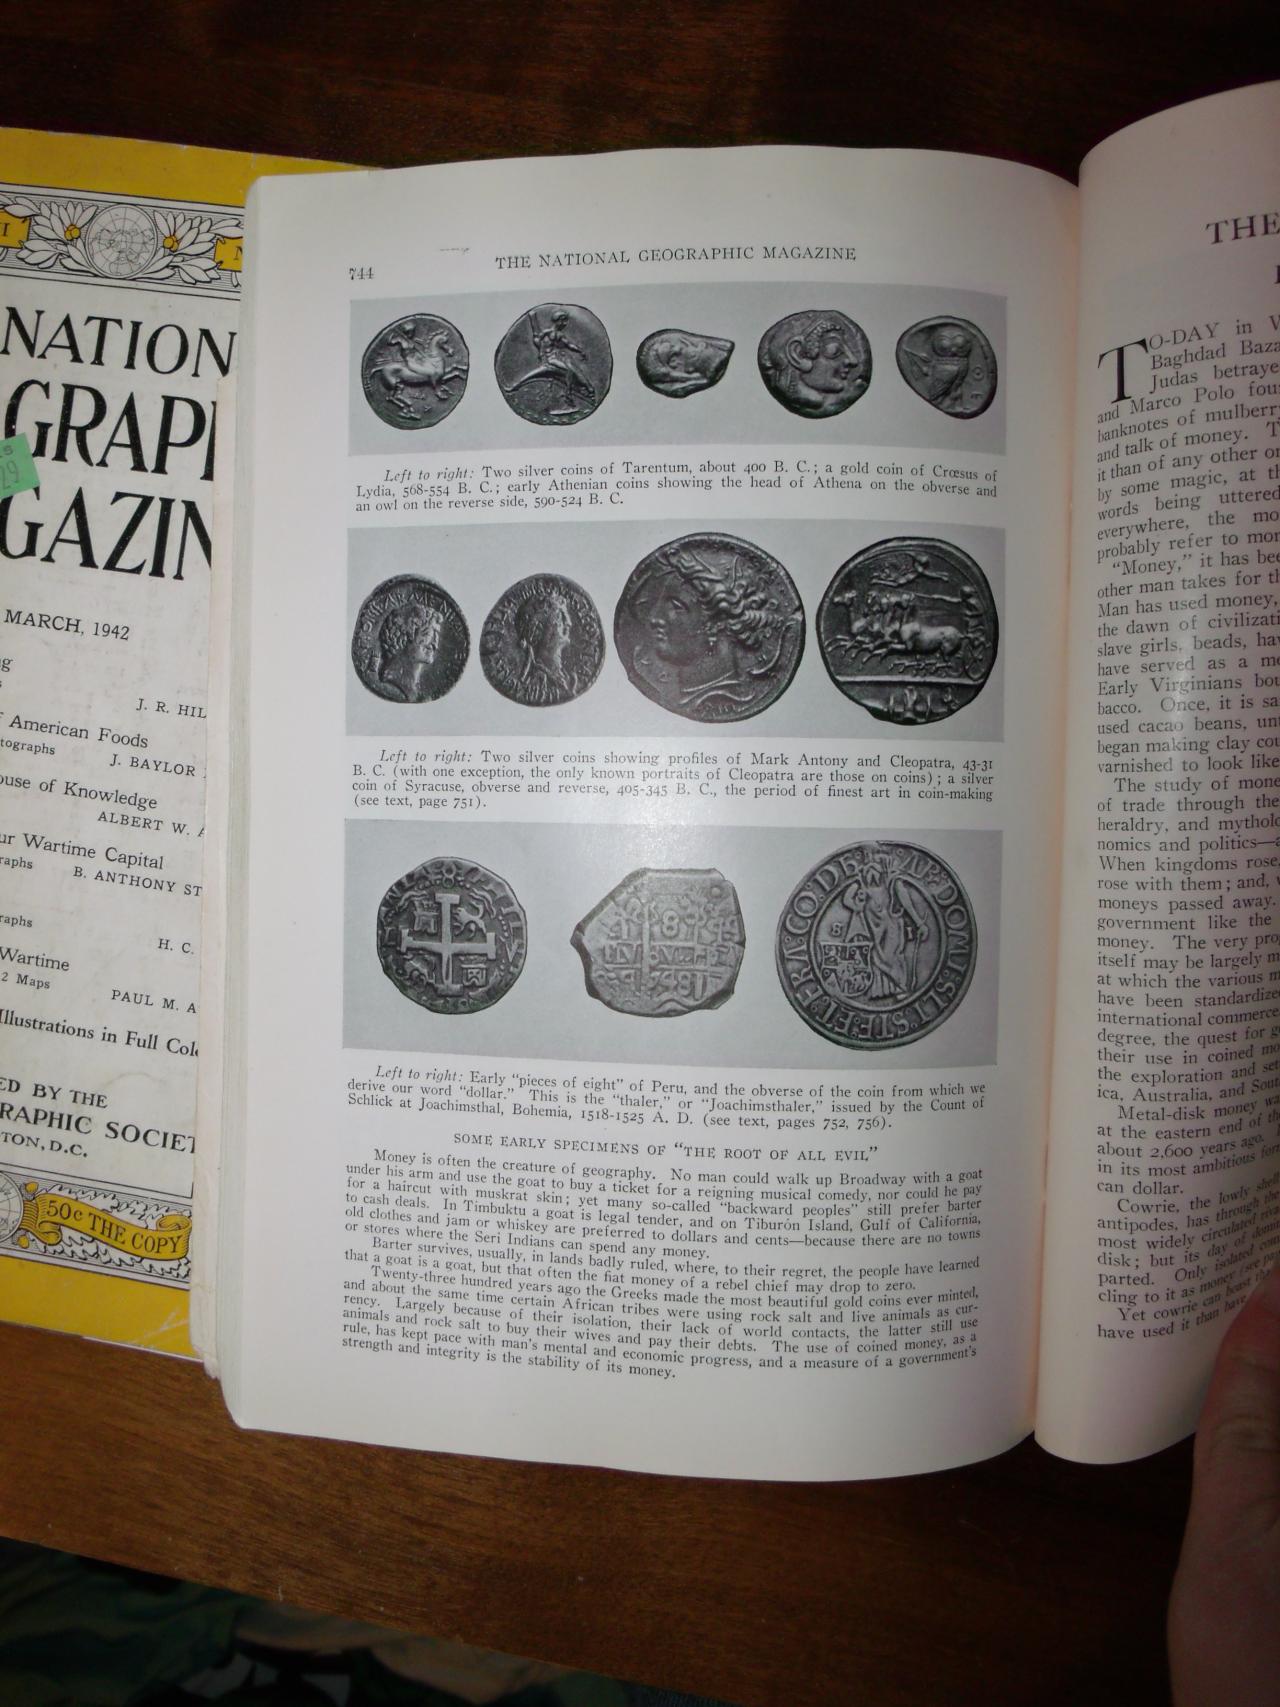 NATION
GRAPH
GAZIN
MARCH, 1942
J. R. HIL
American Foods
tographs J. BAYLOR
ouse of Knowledge
ALBERT W.
ur Wartime Capital
raphs B. ANTHONY ST
raphs
H. C.
Wartime
2 Maps
PAUL M. A
Illustrations in Full Col
ED BY THE
RAPHIC SOCIET
TON, D.C.
50c THE COPY
744
THE NATIONAL GEOGRAPHIC MAGAZINE
Left to right: Two silver coins of Tarentum, about 400 B. C.; a gold coin of Crœsus of
Lydia, 568-554 B. C.; early Athenian coins showing the head of Athena on the obverse and
an owl on the reverse side, 590-524 B. C.
Left to right: Two silver coins showing profiles of Mark Antony and Cleopatra, 43-31
B. C. (with one exception, the only known portraits of Cleopatra are those on coins); a silver
coin of Syracuse, obverse and reverse, 405-345 B. C., the period of finest art in coin-making
(see text, page 751).
Left to right: Early "pieces of eight" of Peru, and the obverse of the coin from which we
derive our word "dollar." This is the "thaler," or "Joachimsthaler," issued by the Count of
Schlick at Joachimsthal, Bohemia, 1518-1525 A. D. (see text, pages 752, 756).
SOME EARLY SPECIMENS OF "THE ROOT OF ALL EVIL"
Money is often the creature of geography. No man could walk up Broadway with a goat
under his arm and use the goat to buy a ticket for a reigning musical comedy, nor could he pay
for a haircut with muskrat skin; yet many so-called "backward peoples" still prefer barter
to cash deals. In Timbuktu a goat is legal tender, and on Tiburón Island, Gulf of California,
old clothes and jam or whiskey are preferred to dollars and cents—because there are no towns
or stores where the Seri Indians can spend any money.
Barter survives, usually, in lands badly ruled, where, to their regret, the people have learned
that a goat is a goat, but that often the fiat money of a rebel chief may drop to zero.
Twenty-three hundred years ago the Greeks made the most beautiful gold coins ever minted,
and about the same time certain African tribes were using rock salt and live animals as cur-
rency. Largely because of their isolation, their lack of world contacts, the latter still use
animals and rock salt to buy their wives and pay their debts. The use of coined money, as a
rule, has kept pace with man's mental and economic progress, and a measure of a government's
strength and integrity is the stability of its money.
THE
TO-DAY in
Baghdad Baza
Judas betraye
and Marco Polo fou
banknotes of mulberr
and talk of money. T
it than of any other
by some magic, at
words being uttered
everywhere, the mo
probably refer to mo
"Money," it has be
other man takes for
Man has used money,
the dawn of civilizati
slave girls, beads, ha
have served as a
Early Virginians bo
bacco. Once, it is sa
used cacao beans, un
began making clay
varnished to look like
The study of mone
of trade through the
heraldry, and mythol
nomics and politics—
When kingdoms rose,
rose with them; and,
moneys passed away.
government like the
money. The very pro
itself may be largely
at which the various
have been standardize
international commerce
degree, the quest for
their use in coined
the exploration and
ica, Australia, and Sout
Metal-disk money wa
at the eastern end of
about 2,600 years ago.
in its most ambitious
can dollar.
Cowrie, the lowly
antipodes, has through
most widely circulated
disk; but its day of
parted. Only isolated
cling to it as money (see
Yet cowrie can boast
have used it than have